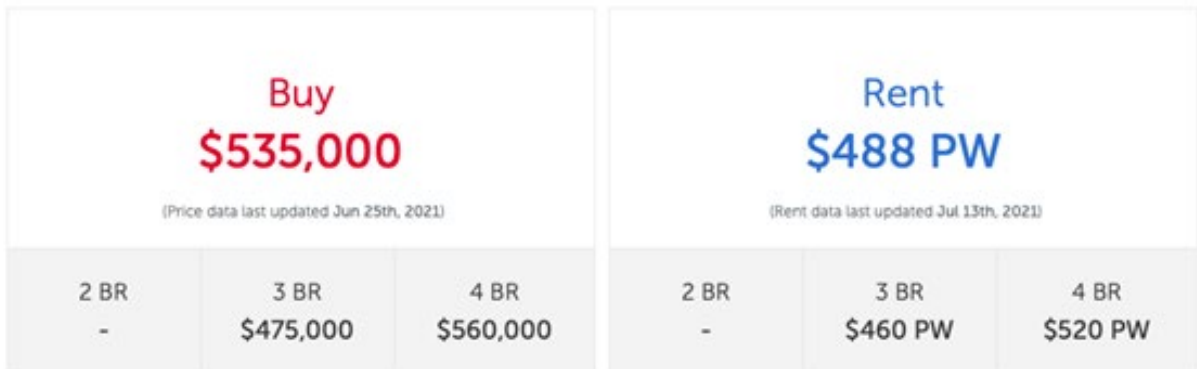 Buy
$535,000
(Price data last updated Jun 25th, 2021)
2 BR
-
3 BR
$475,000
4 BR
$560,000
Rent
$488 PW
(Rent data last updated Jul 13th, 2021)
2 BR
-
3 BR
$460 PW
4 BR
$520 PW